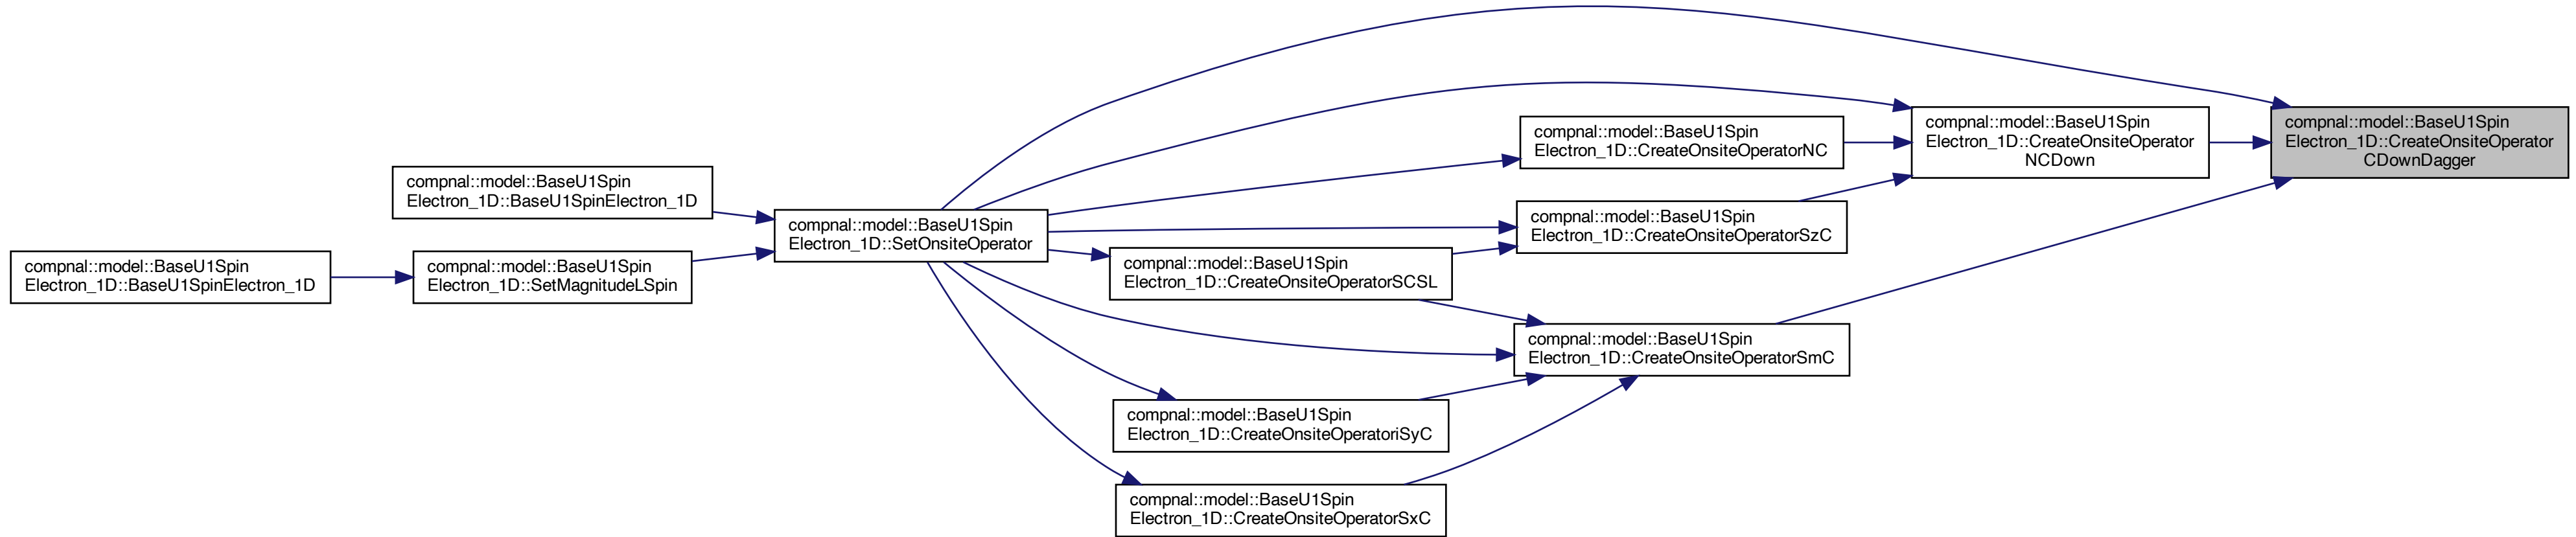 compnal::model::BaseU1Spin
Electron_1D::CreateOnsiteOperator
CDownDagger
compnal::model::BaseU1Spin
Electron_1D::CreateOnsiteOperator
NCDown
compnal::model::BaseU1Spin
Electron_1D::CreateOnsiteOperatorNC
compnal::model::BaseU1Spin
Electron_1D::CreateOnsiteOperatorSzC
compnal::model::BaseU1Spin
Electron_1D::CreateOnsiteOperatorSCSL
compnal::model::BaseU1Spin
Electron_1D::CreateOnsiteOperatorSmC
compnal::model::BaseU1Spin
Electron_1D::CreateOnsiteOperatoriSyC
compnal::model::BaseU1Spin
Electron_1D::CreateOnsiteOperatorSxC
compnal::model::BaseU1Spin
Electron_1D::SetOnsiteOperator
compnal::model::BaseU1Spin
Electron_1D::BaseU1SpinElectron_1D
compnal::model::BaseU1Spin
Electron_1D::SetMagnitudeLSpin
compnal::model::BaseU1Spin
Electron_1D::BaseU1SpinElectron_1D